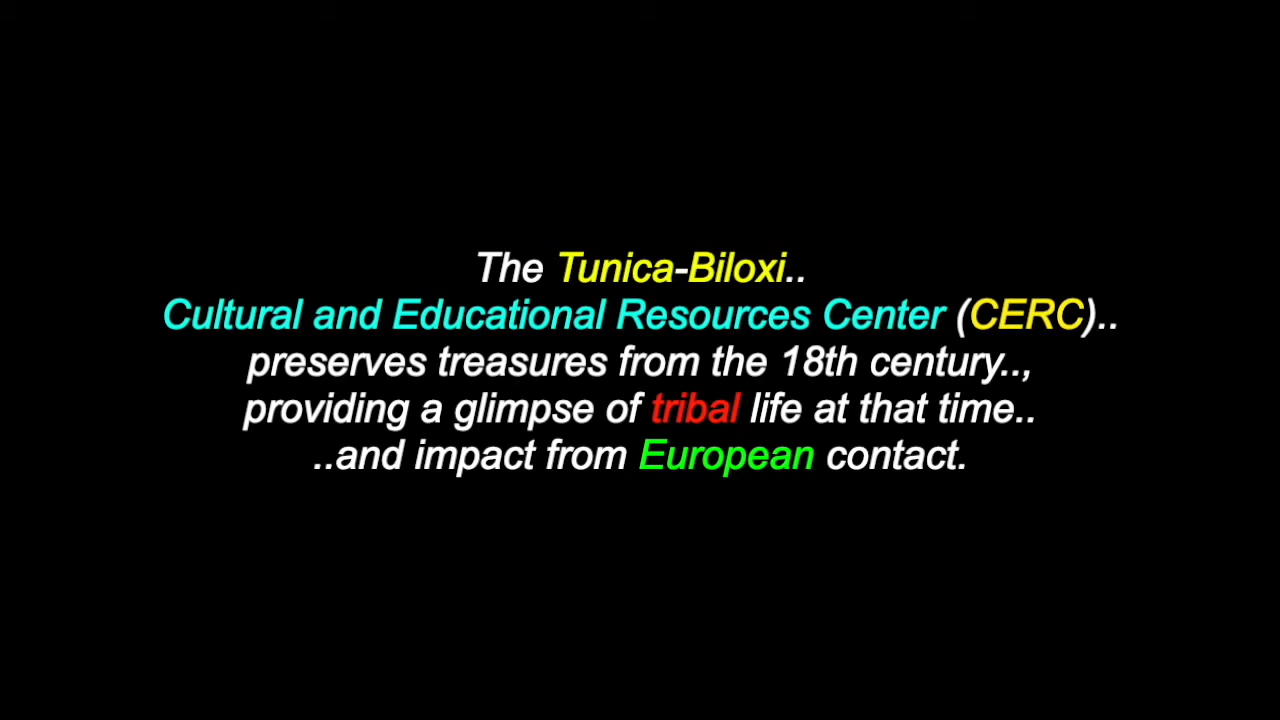 The Tunica-Biloxi..
Cultural and Educational Resources Center (CERC)..
preserves treasures from the 18th century..,
providing a glimpse of tribal life at that time..
..and impact from European contact.